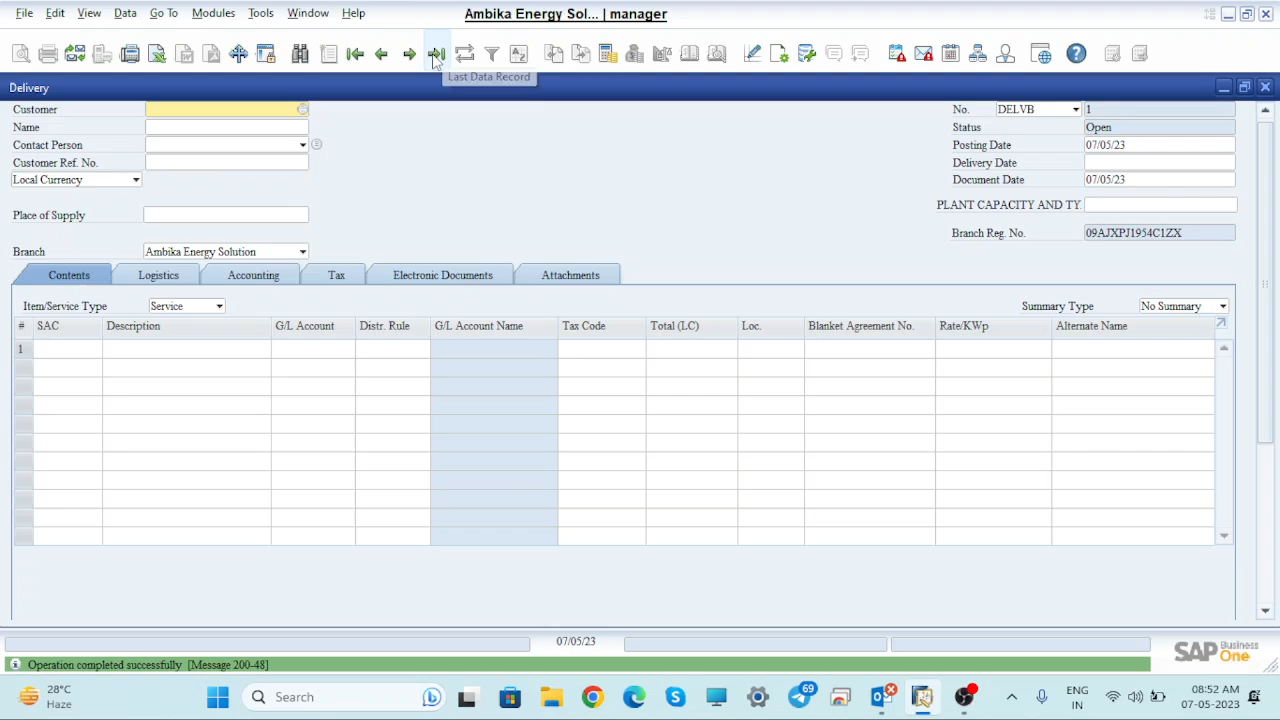 File Edit View Data Go To Modules Tools Window Help
Ambika Energy Sol... | manager
Last Data Record
Delivery
Customer
Name
Contact Person
Customer Ref. No.
Local Currency
Place of Supply
Branch Ambika Energy Solution
No. DELVB 1
Status Open
Posting Date 07/05/23
Delivery Date
Document Date 07/05/23
PLANT CAPACITY AND TY
Branch Reg. No. 09AJXPJ1954C1ZX
Contents Logistics Accounting Tax Electronic Documents Attachments
Item/Service Type Service Summary Type No Summary
# SAC Description G/L Account Distr. Rule G/L Account Name Tax Code Total (LC) Loc. Blanket Agreement No. Rate/KWp Alternate Name
1
07/05/23
SAP Business One
Operation completed successfully [Message 200-48]
28°C
Haze
Search
69
ENG
IN
08:52 AM
07-05-2023